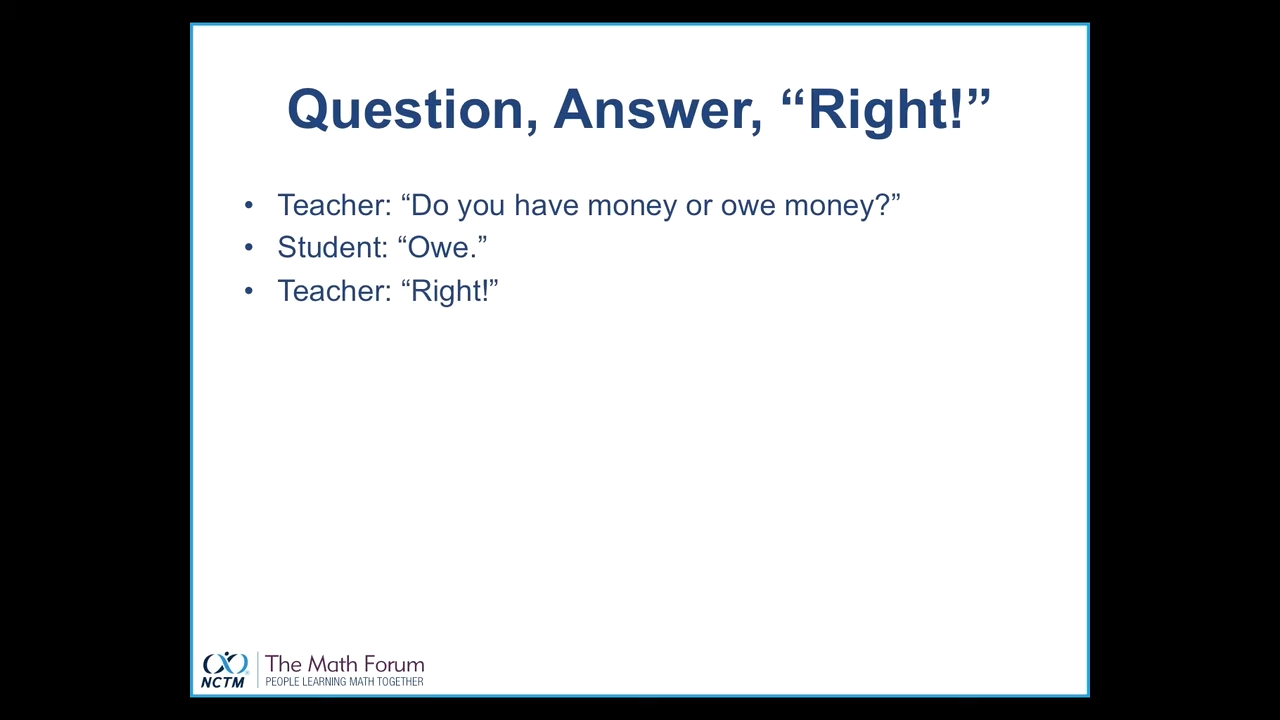 Question, Answer, “Right!”
• Teacher: “Do you have money or owe money?”
• Student: “Owe.”
• Teacher: “Right!”
NCTM
The Math Forum
PEOPLE LEARNING MATH TOGETHER